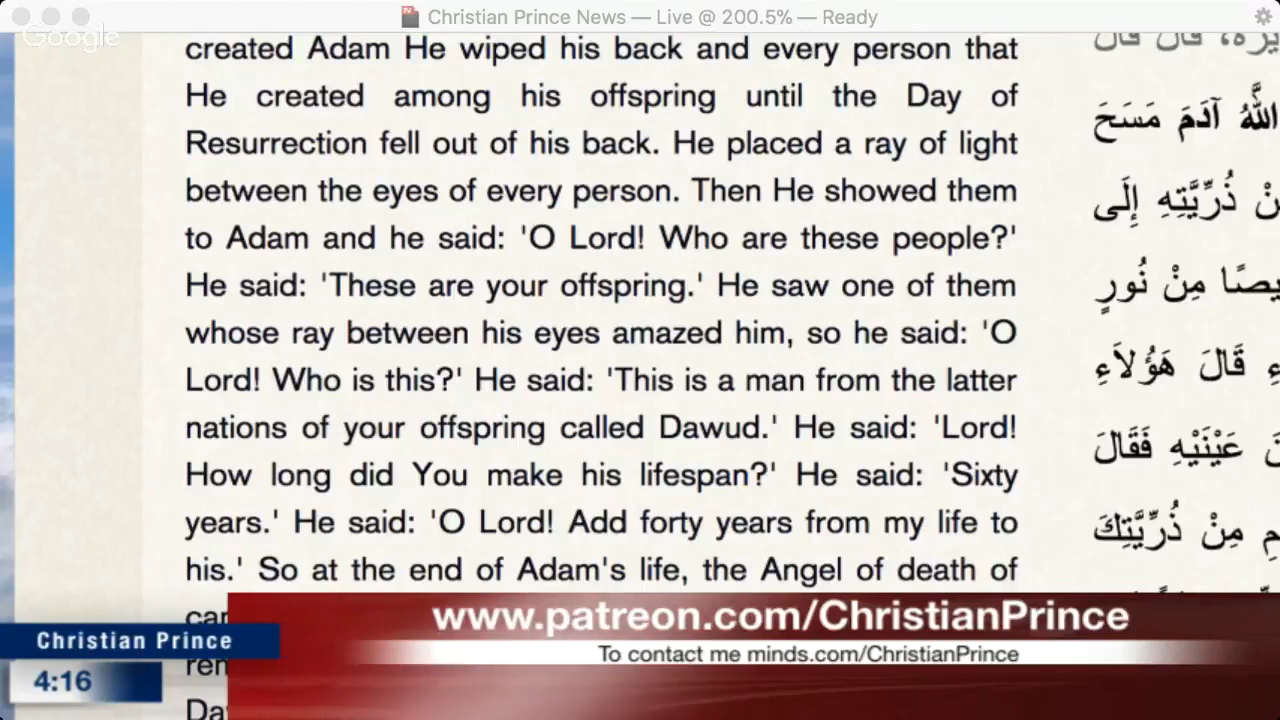 Christian Prince News — Live @ 200.5% — Ready
Google
created Adam He wiped his back and every person that
He created among his offspring until the Day of
Resurrection fell out of his back. He placed a ray of light
between the eyes of every person. Then He showed them
to Adam and he said: 'O Lord! Who are these people?'
He said: 'These are your offspring.' He saw one of them
whose ray between his eyes amazed him, so he said: 'O
Lord! Who is this?' He said: 'This is a man from the latter
nations of your offspring called Dawud.' He said: 'Lord!
How long did You make his lifespan?' He said: 'Sixty
years.' He said: 'O Lord! Add forty years from my life to
his.' So at the end of Adam's life, the Angel of death of
قَالَ قَالَ
اللَّهُ آدَمَ مَسَحَ
ذُرِّيَّتِهِ إِلَى
مِنْ نُورٍ
قَالَ هَؤُلاَءِ
عَيْنَيْهِ فَقَالَ
مِنْ ذُرِّيَّتِكَ
www.patreon.com/ChristianPrince
To contact me minds.com/ChristianPrince
Christian Prince
4:16